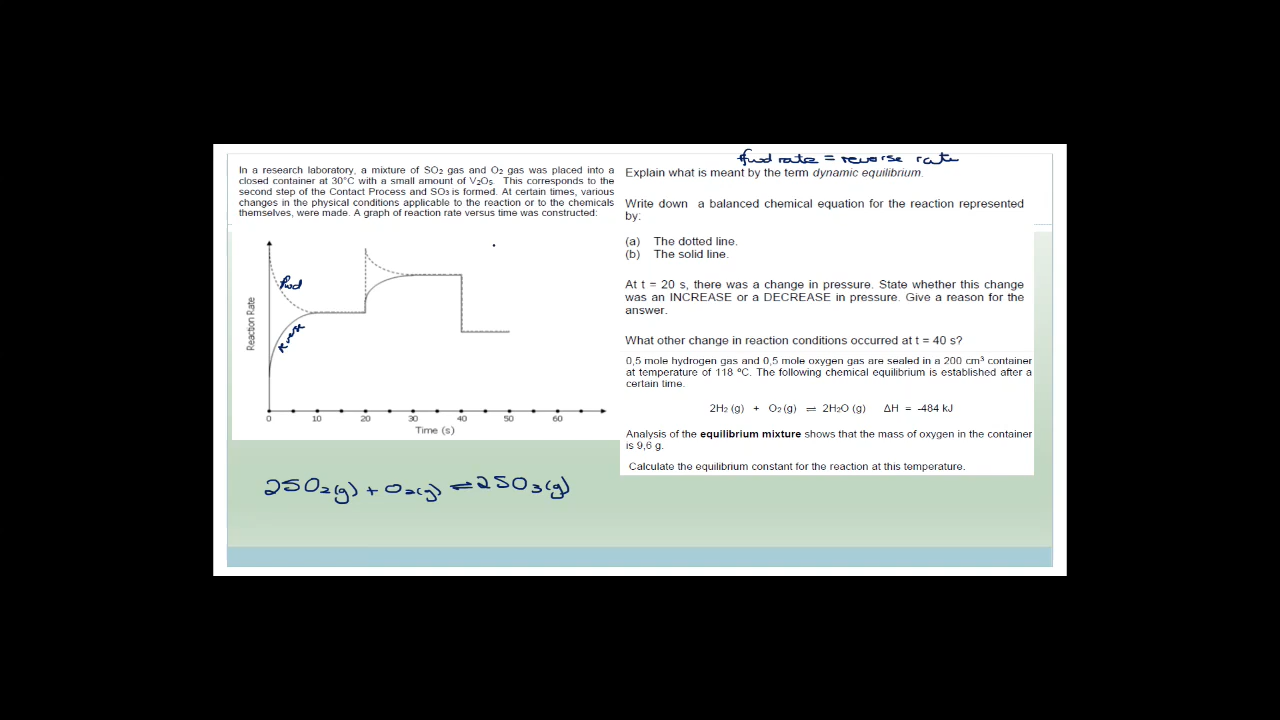 In a research laboratory, a mixture of SO₂ gas and O₂ gas was placed into a
closed container at 30°C with a small amount of V₂O₅. This corresponds to the
second step of the Contact Process and SO₃ is formed. At certain times, various
changes in the physical conditions applicable to the reaction or to the chemicals
themselves, were made. A graph of reaction rate versus time was constructed:
Reaction Rate
fwd
reverse
0 10 20 30 40 50 60
Time (s)
2SO₂(g) + O₂(g) ⇌ 2SO₃(g)
fwd rate = reverse rate
Explain what is meant by the term dynamic equilibrium.
Write down a balanced chemical equation for the reaction represented
by:
(a) The dotted line.
(b) The solid line.
At t = 20 s, there was a change in pressure. State whether this change
was an INCREASE or a DECREASE in pressure. Give a reason for the
answer.
What other change in reaction conditions occurred at t = 40 s?
0,5 mole hydrogen gas and 0,5 mole oxygen gas are sealed in a 200 cm³ container
at temperature of 118 ºC. The following chemical equilibrium is established after a
certain time.
2H₂ (g) + O₂ (g) ⇌ 2H₂O (g) ΔH = -484 kJ
Analysis of the equilibrium mixture shows that the mass of oxygen in the container
is 9,6 g.
Calculate the equilibrium constant for the reaction at this temperature.